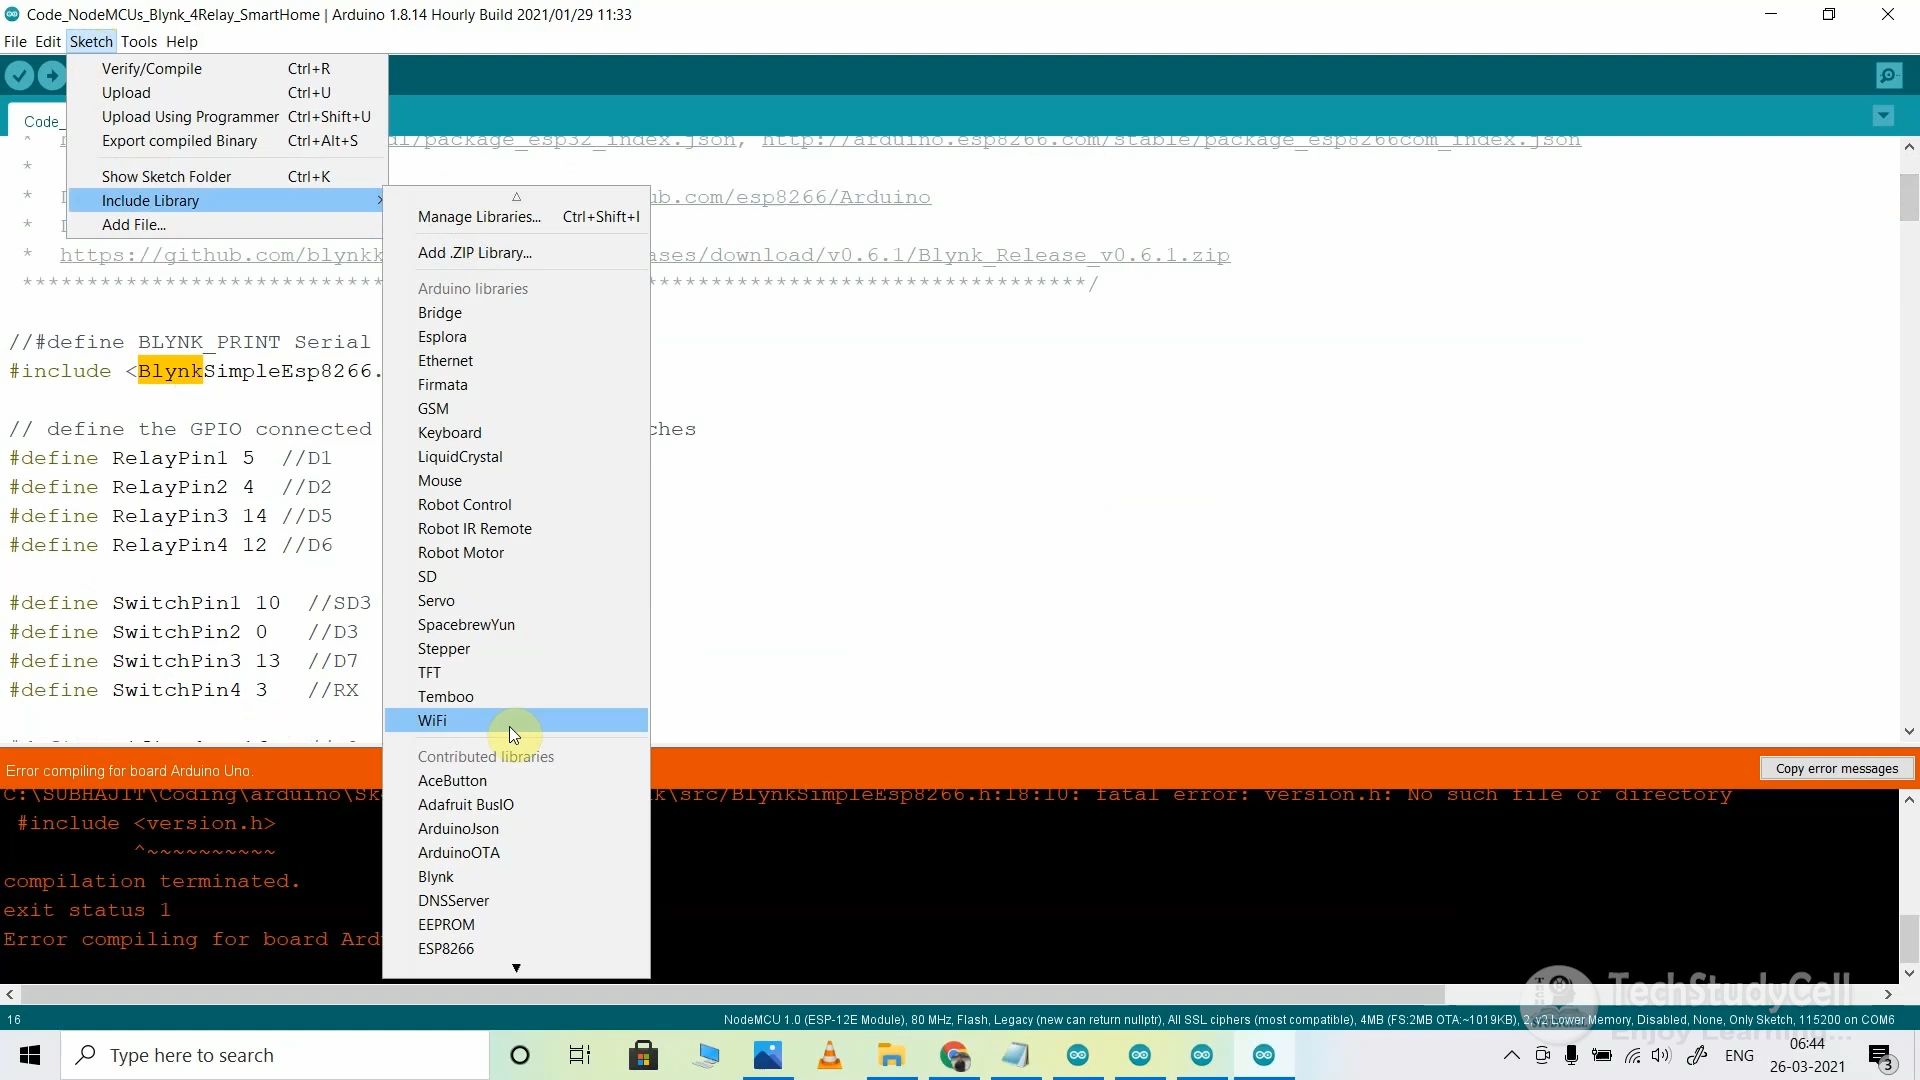 Code_NodeMCUs_Blynk_4Relay_SmartHome | Arduino 1.8.14 Hourly Build 2021/01/29 11:33
File Edit Sketch Tools Help
Verify/Compile Ctrl+R
Upload Ctrl+U
Upload Using Programmer Ctrl+Shift+U
Export compiled Binary Ctrl+Alt+S
Show Sketch Folder Ctrl+K
Include Library
Add File...
Code_
l/package_esp32_index.json, http://arduino.esp8266.com/stable/package_esp8266com_index.json
*
* ub.com/esp8266/Arduino
*
* https://github.com/blynkk ases/download/v0.6.1/Blynk_Release_v0.6.1.zip
Manage Libraries... Ctrl+Shift+I
Add .ZIP Library...
Arduino libraries
Bridge
Esplora
Ethernet
Firmata
GSM
Keyboard
LiquidCrystal
Mouse
Robot Control
Robot IR Remote
Robot Motor
SD
Servo
SpacebrewYun
Stepper
TFT
Temboo
WiFi
Contributed libraries
AceButton
Adafruit BusIO
ArduinoJson
ArduinoOTA
Blynk
DNSServer
EEPROM
ESP8266
//#define BLYNK_PRINT Serial
#include <BlynkSimpleEsp8266.
// define the GPIO connected ches
#define RelayPin1 5 //D1
#define RelayPin2 4 //D2
#define RelayPin3 14 //D5
#define RelayPin4 12 //D6
#define SwitchPin1 10 //SD3
#define SwitchPin2 0 //D3
#define SwitchPin3 13 //D7
#define SwitchPin4 3 //RX
Error compiling for board Arduino Uno.
Copy error messages
C:\SUBHAJIT\Coding\arduino\Sk k\src/BlynkSimpleEsp8266.h:18:10: fatal error: version.h: No such file or directory
#include <version.h>
^~~~~~~~~~~
compilation terminated.
exit status 1
Error compiling for board Ard
TechStudyCell
Enjoy Learning...
16
NodeMCU 1.0 (ESP-12E Module), 80 MHz, Flash, Legacy (new can return nullptr), All SSL ciphers (most compatible), 4MB (FS:2MB OTA:~1019KB), 2, v2 Lower Memory, Disabled, None, Only Sketch, 115200 on COM6
Type here to search
ENG
06:44
26-03-2021
3